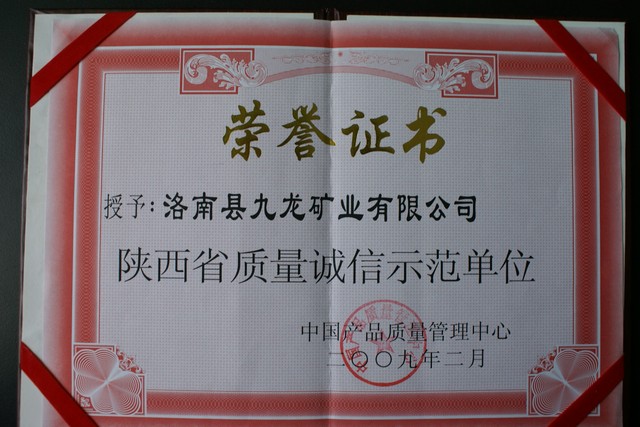 荣誉证书
授予：洛南县九龙矿业有限公司
陕西省质量诚信示范单位
中国产品质量管理中心
二〇〇九年二月